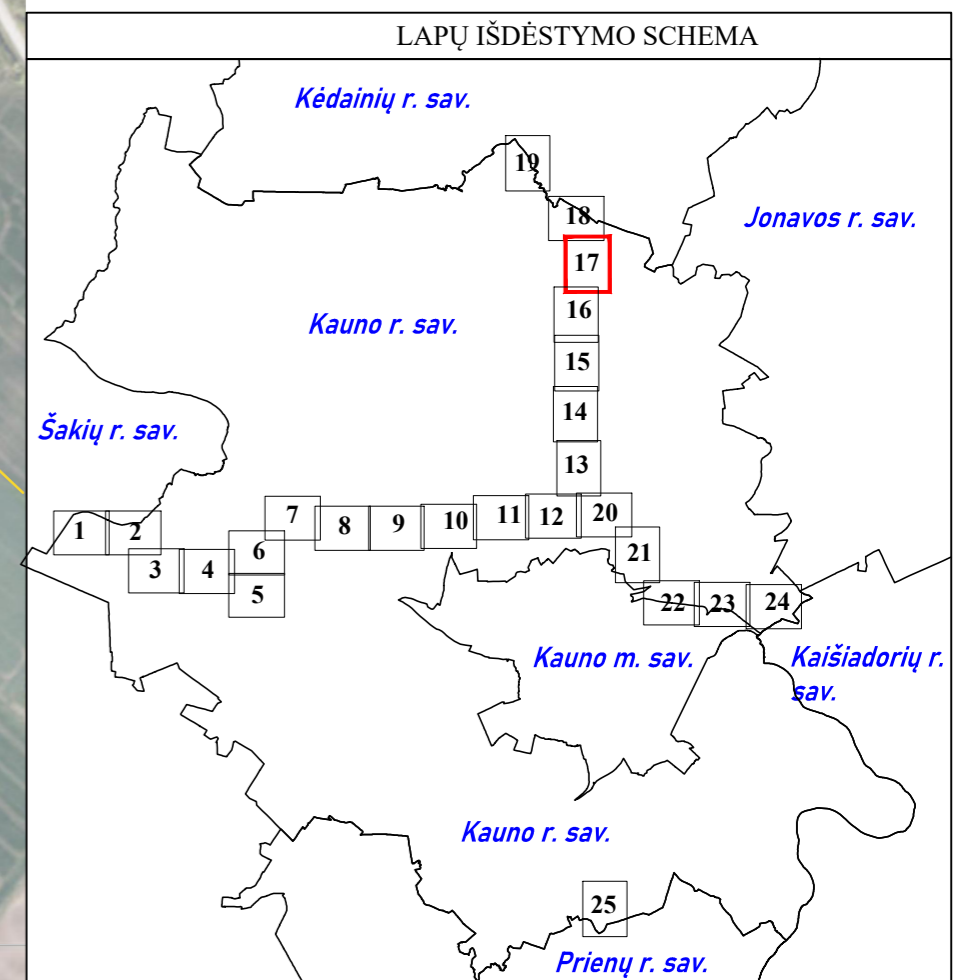 LAPŲ IŠDĖSTYMO SCHEMA
Kėdainių r. sav.
19
18
Jonavos r. sav.
17
16
Kauno r. sav.
15
14
Šakių r. sav.
13
7
8
9
10
11
12
20
1
2
6
21
3
4
5
22
23
24
Kauno m. sav.
Kaišiadorių r.
sav.
Kauno r. sav.
25
Prienų r. sav.